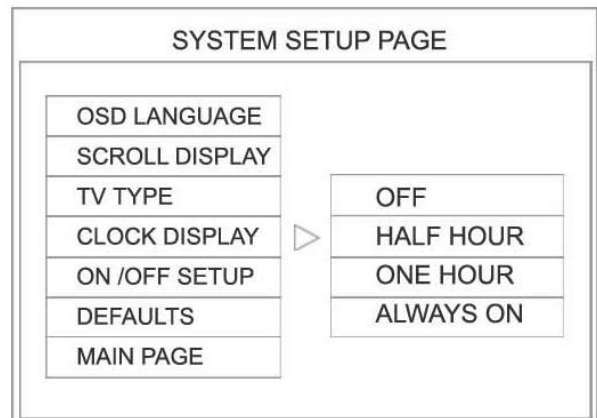 SYSTEM SETUP PAGE
OSD LANGUAGE
SCROLL DISPLAY
TV TYPE
CLOCK DISPLAY
ON /OFF SETUP
DEFAULTS
MAIN PAGE
OFF
HALF HOUR
ONE HOUR
ALWAYS ON